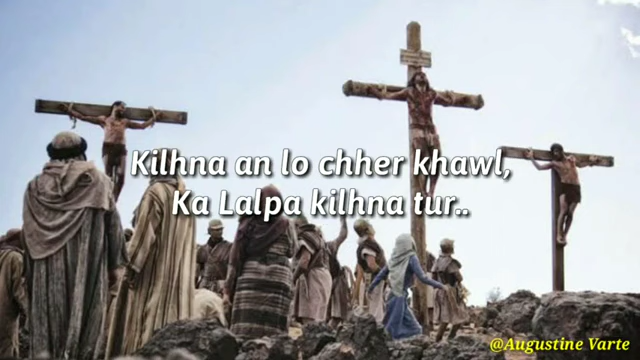 Kilhna an lo chher khawl,
Ka Lalpa kilhna tur..
@Augustine Varte